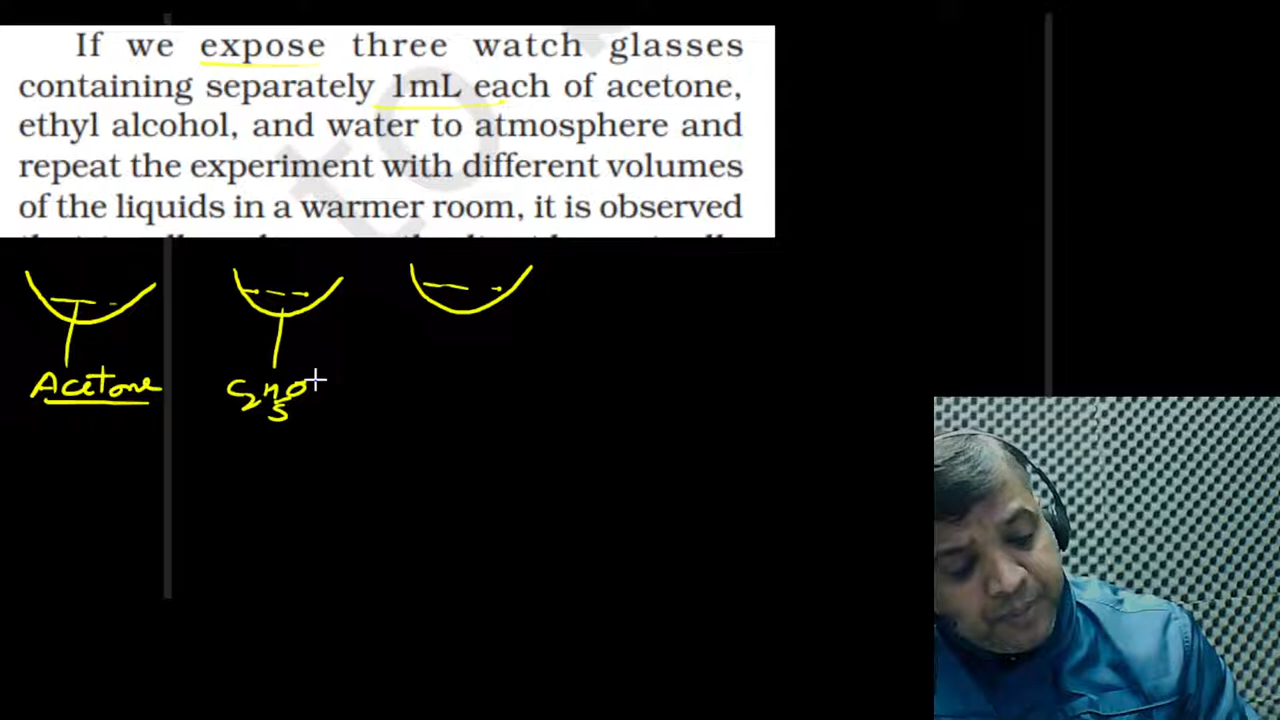 If we expose three watch glasses
containing separately 1mL each of acetone,
ethyl alcohol, and water to atmosphere and
repeat the experiment with different volumes
of the liquids in a warmer room, it is observed
Acetone C2H5O